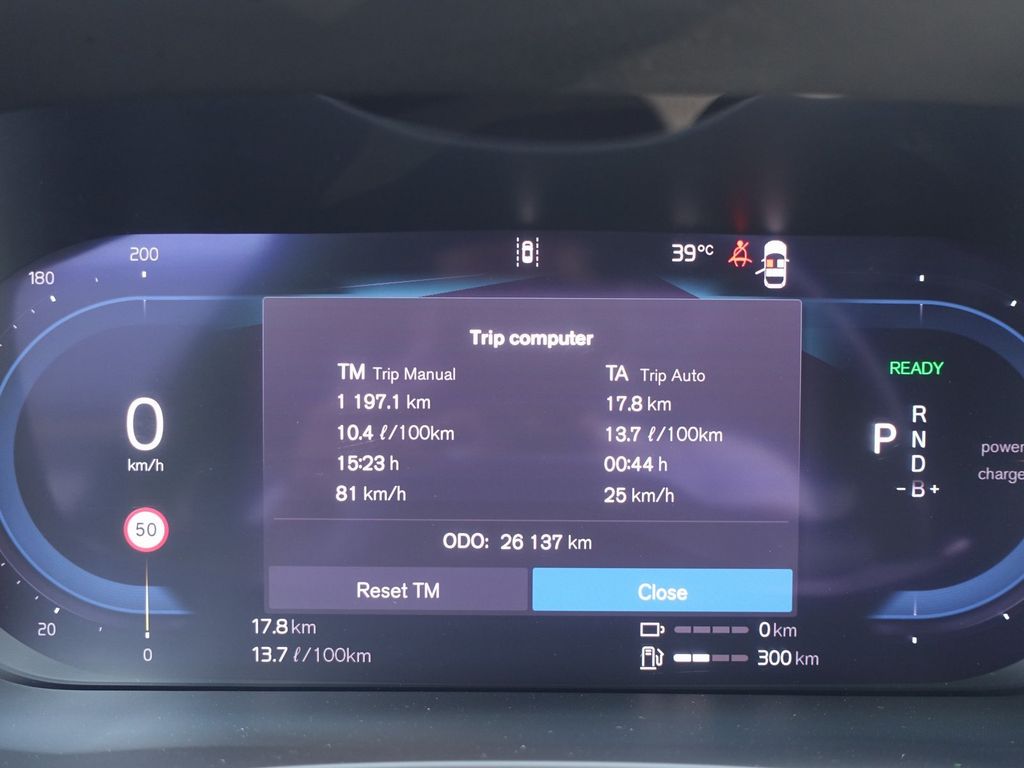 200
180
39°C
Trip computer
TM Trip Manual
TA Trip Auto
1 197.1 km
17.8 km
10.4 ℓ/100km
13.7 ℓ/100km
15:23 h
00:44 h
81 km/h
25 km/h
ODO: 26 137 km
Reset TM
Close
0
km/h
50
20
0
READY
P
R
N
D
- B +
power
charge
17.8 km
13.7 ℓ/100km
0 km
300 km